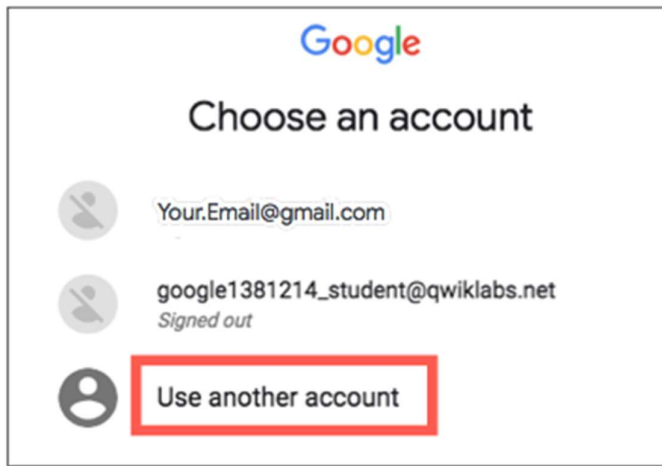 Google
Choose an account
Your.Email@gmail.com
google1381214_student@qwiklabs.net
Signed out
Use another account